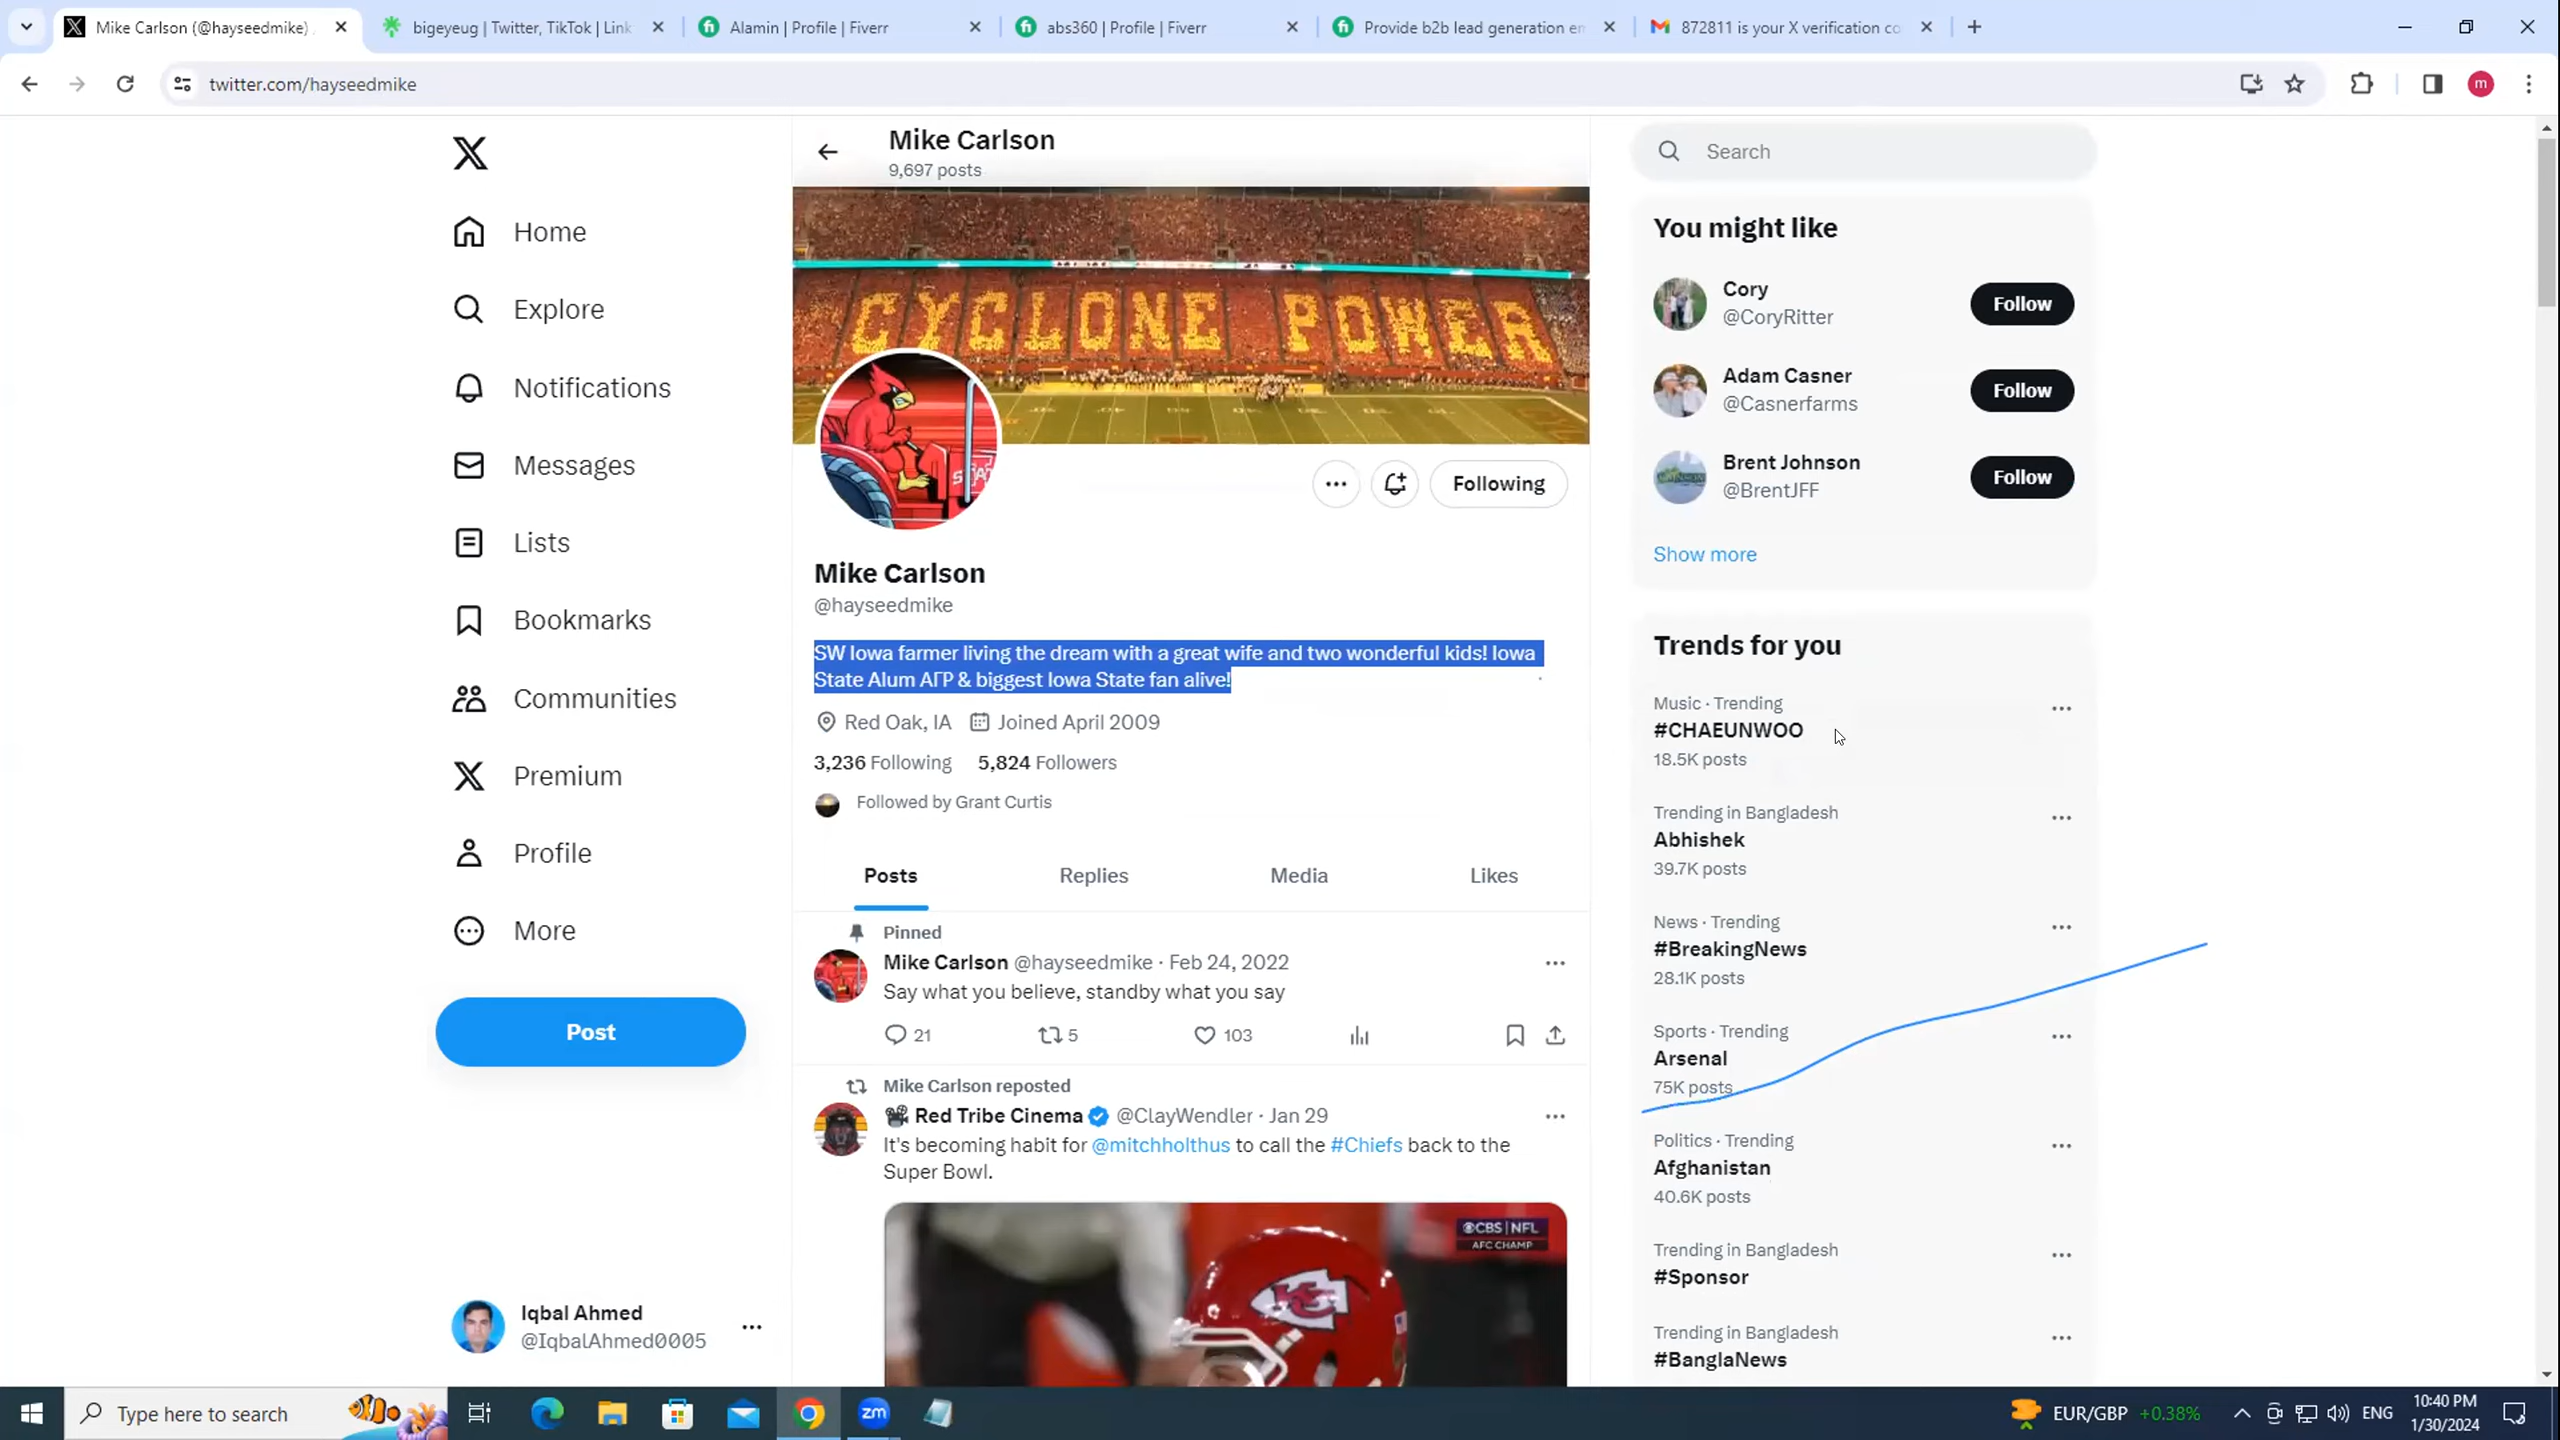 Mike Carlson (@hayseedmike)
bigeyeug | Twitter, TikTok | Link
Alamin | Profile | Fiverr
abs360 | Profile | Fiverr
Provide b2b lead generation em
872811 is your X verification co
twitter.com/hayseedmike
m
Home
Explore
Notifications
Messages
Lists
Bookmarks
Communities
Premium
Profile
More
Post
Iqbal Ahmed
@IqbalAhmed0005
Mike Carlson
9,697 posts
CYCLONE POWER
Following
Mike Carlson
@hayseedmike
SW Iowa farmer living the dream with a great wife and two wonderful kids! Iowa
State Alum AΓΡ & biggest Iowa State fan alive!
Red Oak, IA Joined April 2009
3,236 Following 5,824 Followers
Followed by Grant Curtis
Posts Replies Media Likes
Pinned
Mike Carlson @hayseedmike · Feb 24, 2022
Say what you believe, standby what you say
21 5 103
Mike Carlson reposted
Red Tribe Cinema @ClayWendler · Jan 29
It's becoming habit for @mitchholthus to call the #Chiefs back to the
Super Bowl.
CBS | NFL
AFC CHAMP
KC
Search
You might like
Cory
@CoryRitter
Follow
Adam Casner
@Casnerfarms
Follow
Brent Johnson
@BrentJFF
Follow
Show more
Trends for you
Music · Trending
#CHAEUNWOO
18.5K posts
Trending in Bangladesh
Abhishek
39.7K posts
News · Trending
#BreakingNews
28.1K posts
Sports · Trending
Arsenal
75K posts
Politics · Trending
Afghanistan
40.6K posts
Trending in Bangladesh
#Sponsor
Trending in Bangladesh
#BanglaNews
Type here to search
zm
EUR/GBP +0.38%
ENG
10:40 PM
1/30/2024